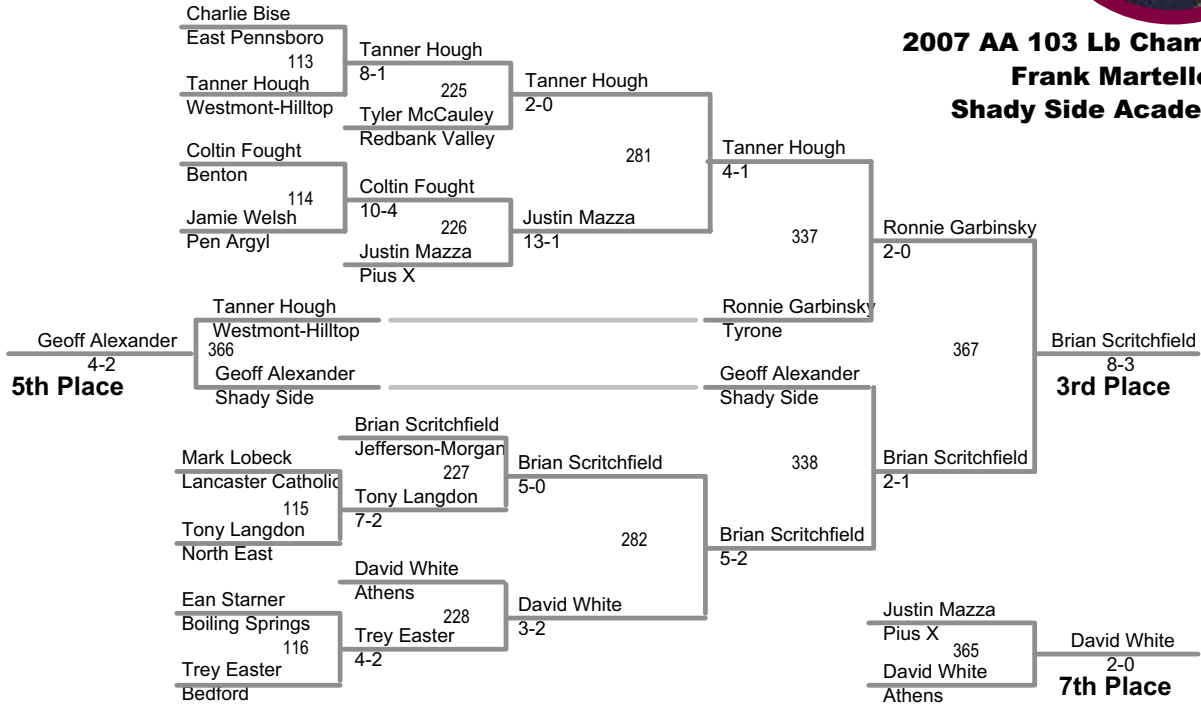 Charlie Bise
East Pennsboro
113
Tanner Hough
Westmont-Hilltop
Tanner Hough
8-1
225
Tyler McCauley
Redbank Valley
Tanner Hough
2-0
2007 AA 103 Lb
Frank
Shady Side
Coltin Fought
Benton
114
Jamie Welsh
Pen Argyl
Coltin Fought
10-4
226
Justin Mazza
Pius X
Justin Mazza
13-1
281
Tanner Hough
4-1
337
Ronnie Garbinsky
Tyrone
Ronnie Garbinsky
2-0
Tanner Hough
Westmont-Hilltop
366
Geoff Alexander
Shady Side
Geoff Alexander
4-2
5th Place
367
Brian Scritchfield
8-3
3rd Place
Geoff Alexander
Shady Side
338
Brian Scritchfield
2-1
Brian Scritchfield
Jefferson-Morgan
227
Mark Lobeck
Lancaster Catholic
115
Tony Langdon
North East
Tony Langdon
7-2
Brian Scritchfield
5-0
282
Brian Scritchfield
5-2
David White
Athens
228
Ean Starner
Boiling Springs
116
Trey Easter
Bedford
Trey Easter
4-2
David White
3-2
Justin Mazza
Pius X
365
David White
Athens
David White
2-0
7th Place